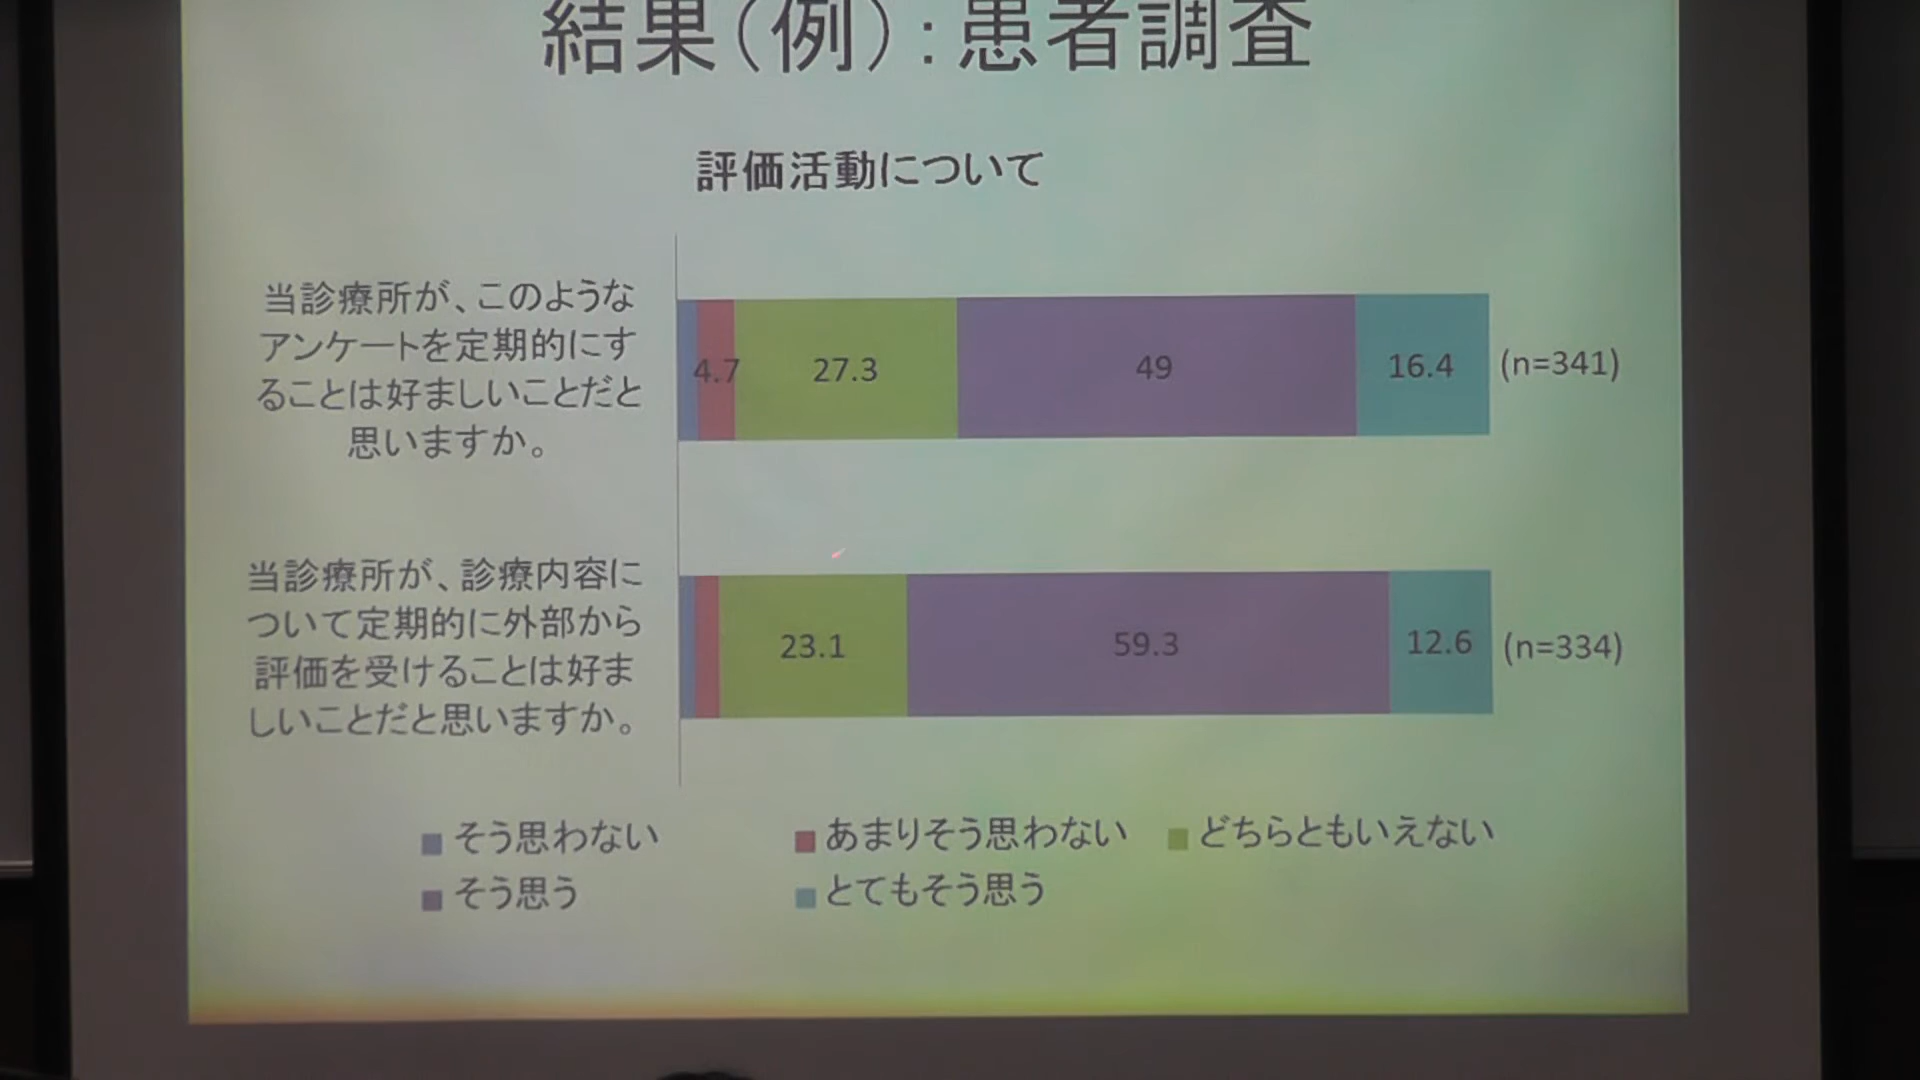 結果（例）：患者調査
評価活動について
当診療所が、このような
アンケートを定期的にす
ることは好ましいことだと
思いますか。
4.7 27.3 49 16.4 (n=341)
当診療所が、診療内容に
ついて定期的に外部から
評価を受けることは好ま
しいことだと思いますか。
23.1 59.3 12.6 (n=334)
そう思わない あまりそう思わない どちらともいえない
そう思う とてもそう思う